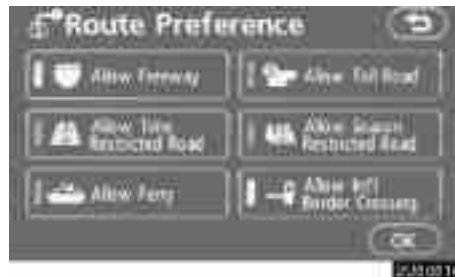 Route Preference
Allow Freeway
Allow Toll Road
Allow Time
Restricted Road
Allow Season
Restricted Road
Allow Ferry
Allow Int'l
Border Crossing
OK